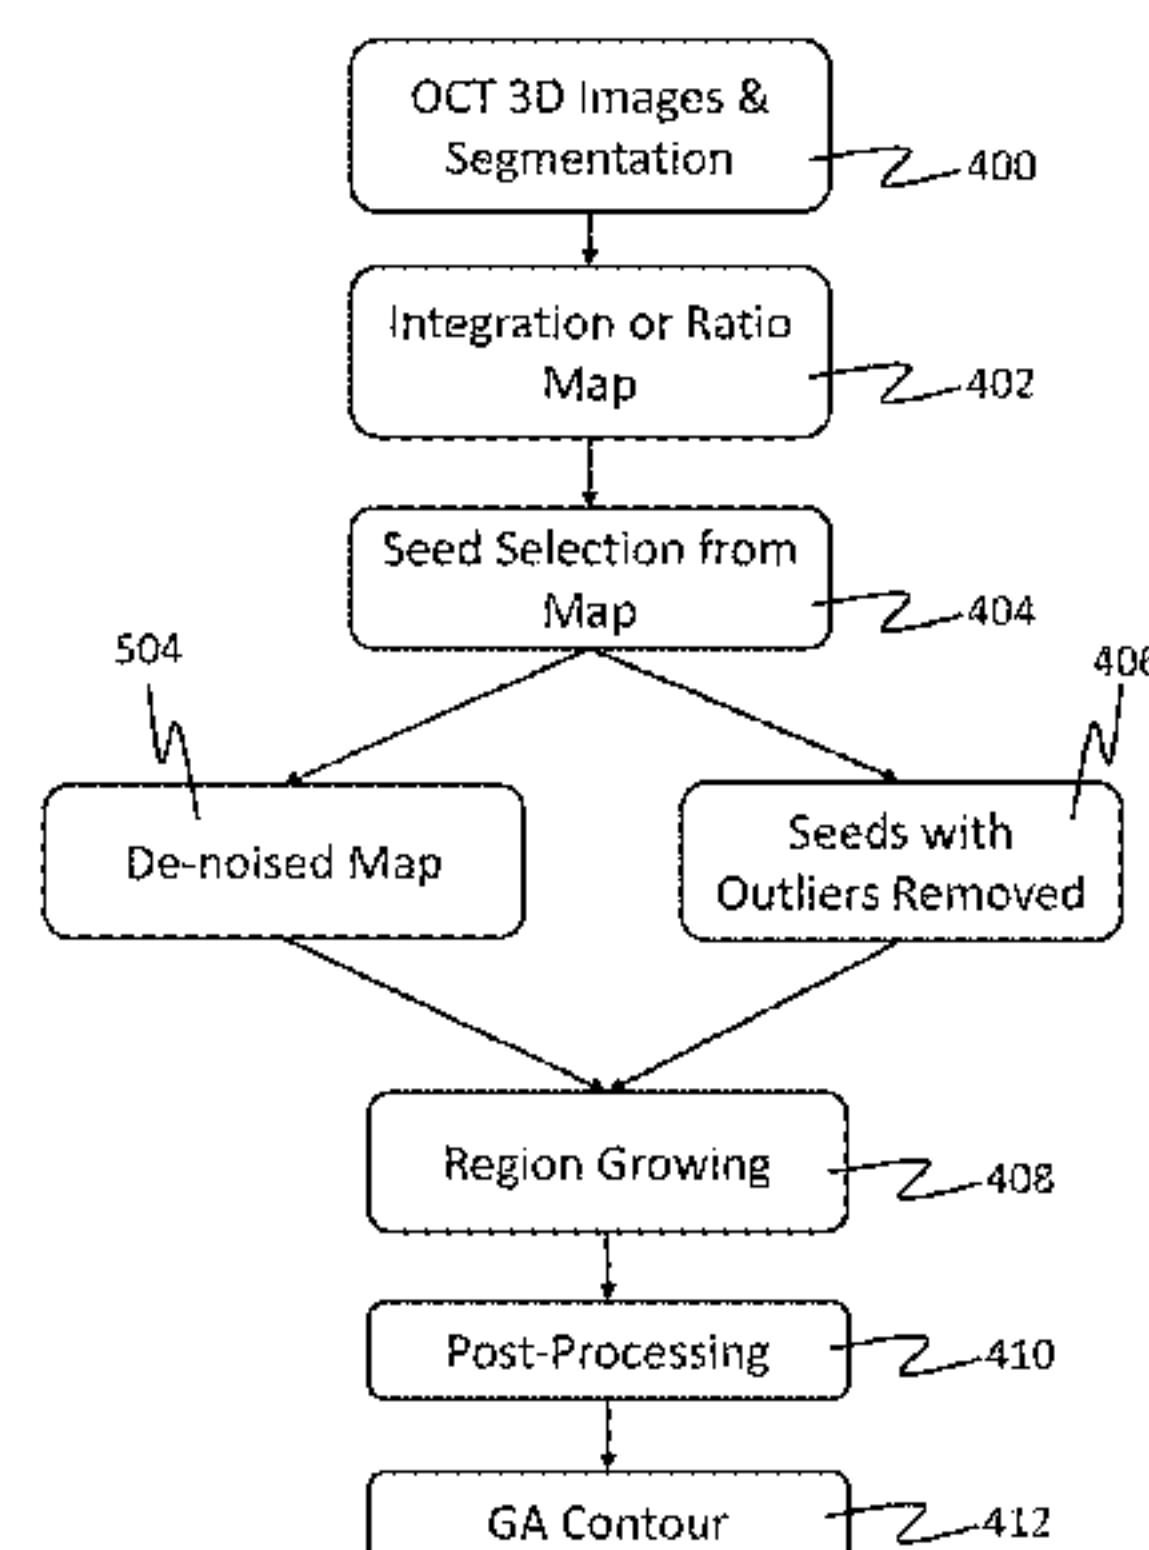 OCT 3D Images &
Segmentation
400
Integration or Ratio
Map
402
Seed Selection from
Map
404
504
406
De-noised Map
Seeds with
Outliers Removed
Region Growing
408
Post-Processing
410
GA Contour
412